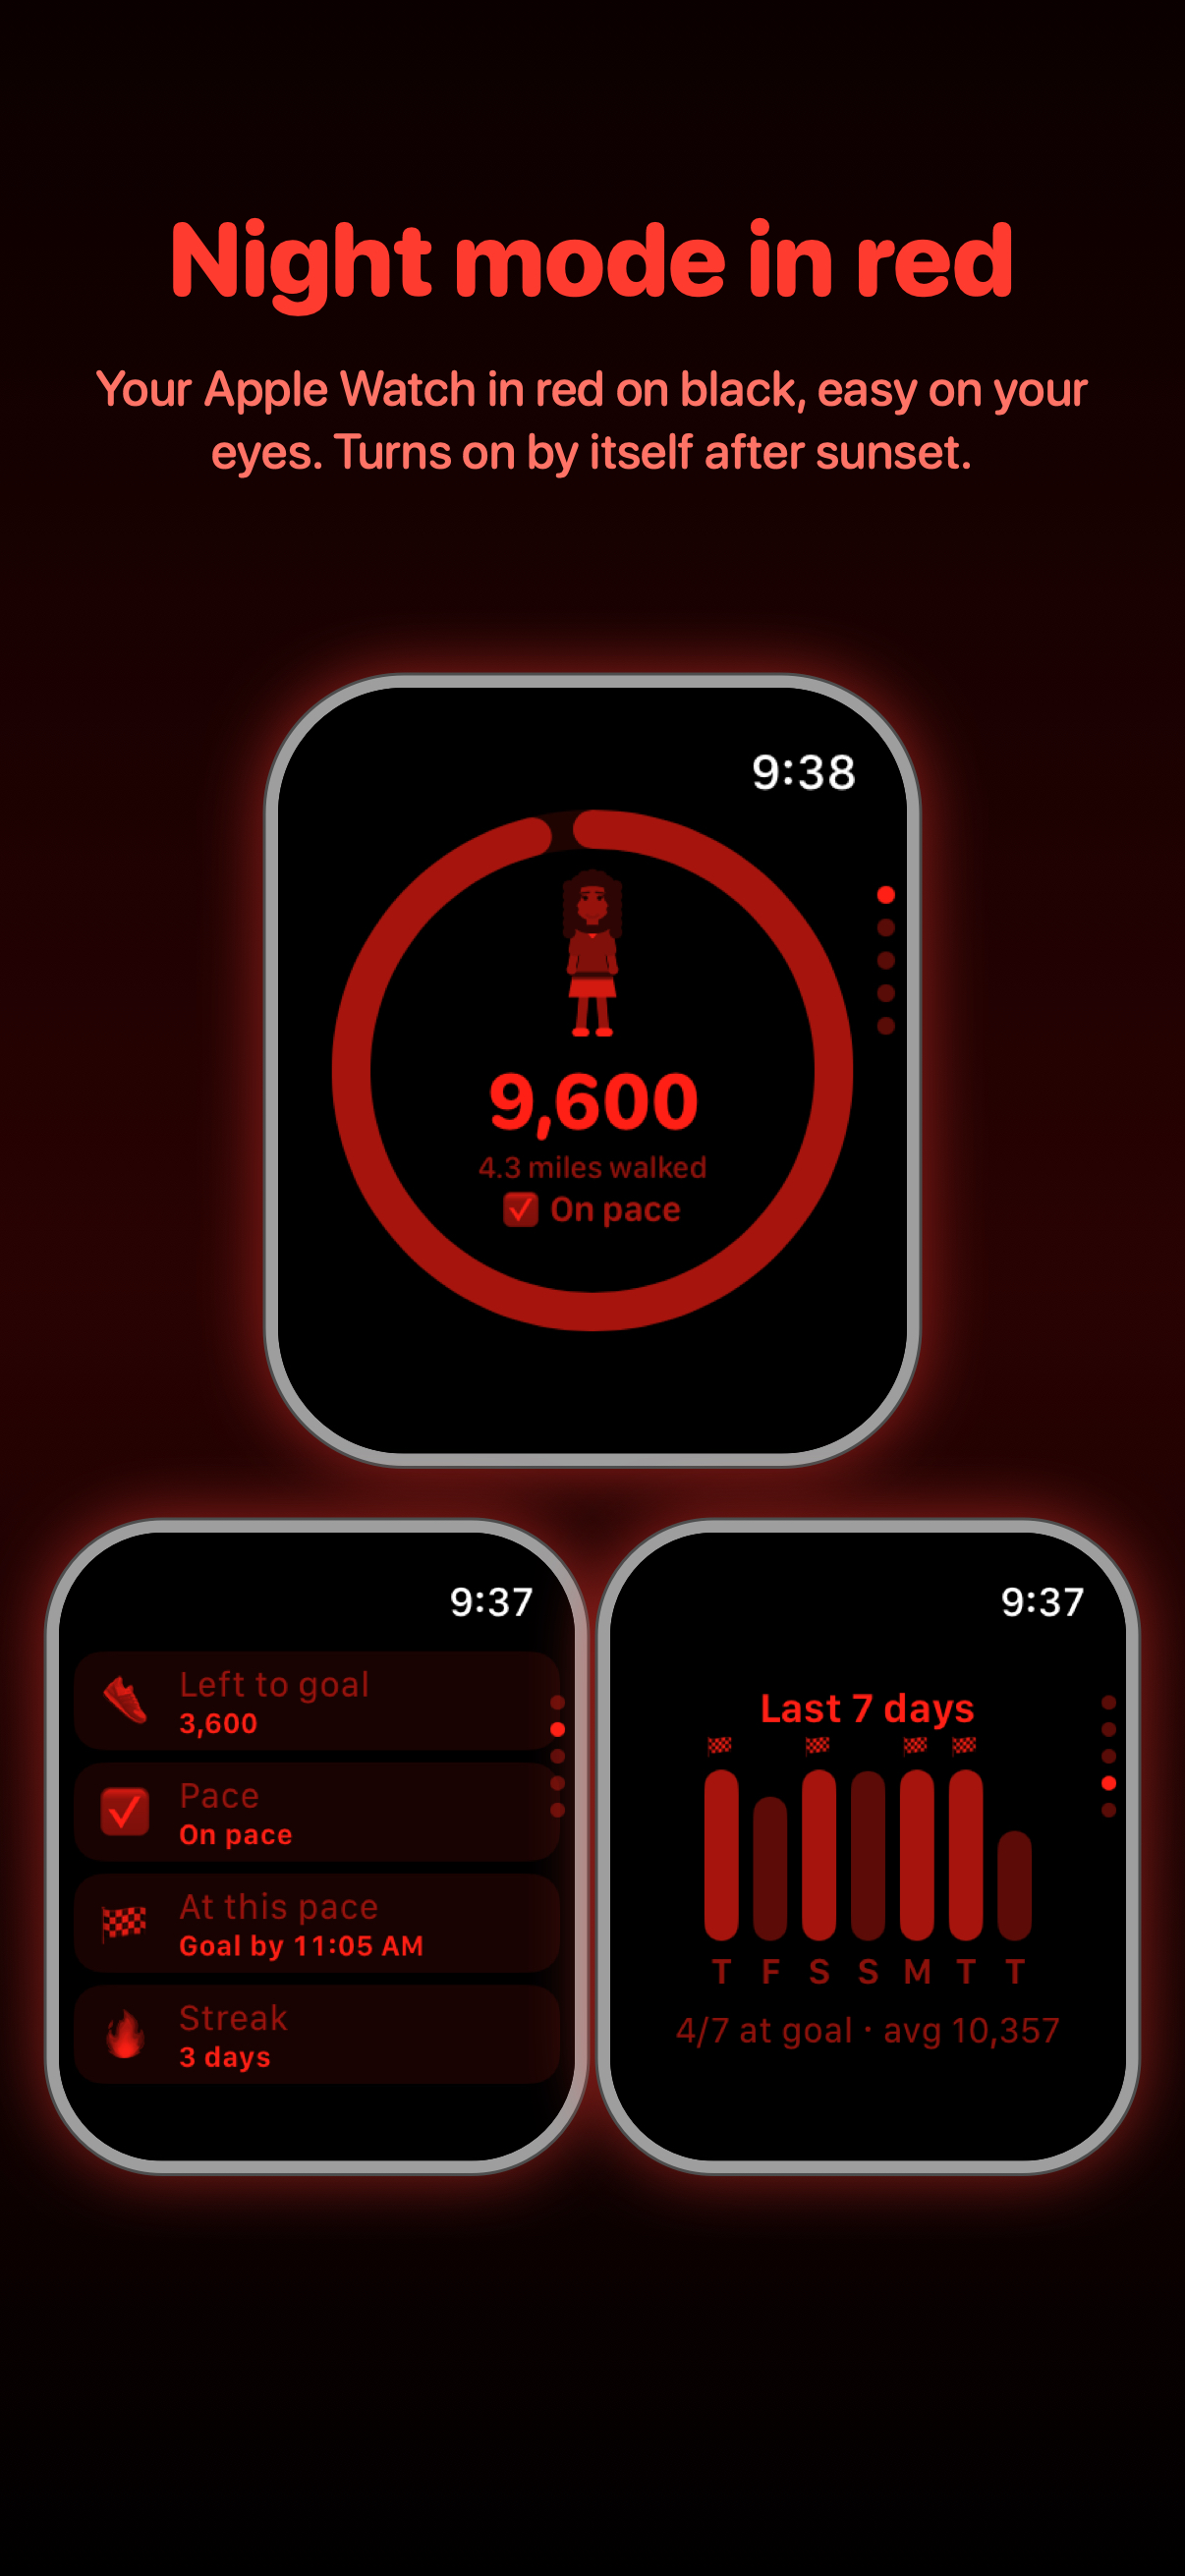 Night mode in red
Your Apple Watch in red on black, easy on your
eyes. Turns on by itself after sunset.
9:38
9,600
4.3 miles walked
On pace
9:37
Left to goal
3,600
Pace
On pace
At this pace
Goal by 11:05 AM
Streak
3 days
9:37
Last 7 days
T F S S M T T
4/7 at goal · avg 10,357